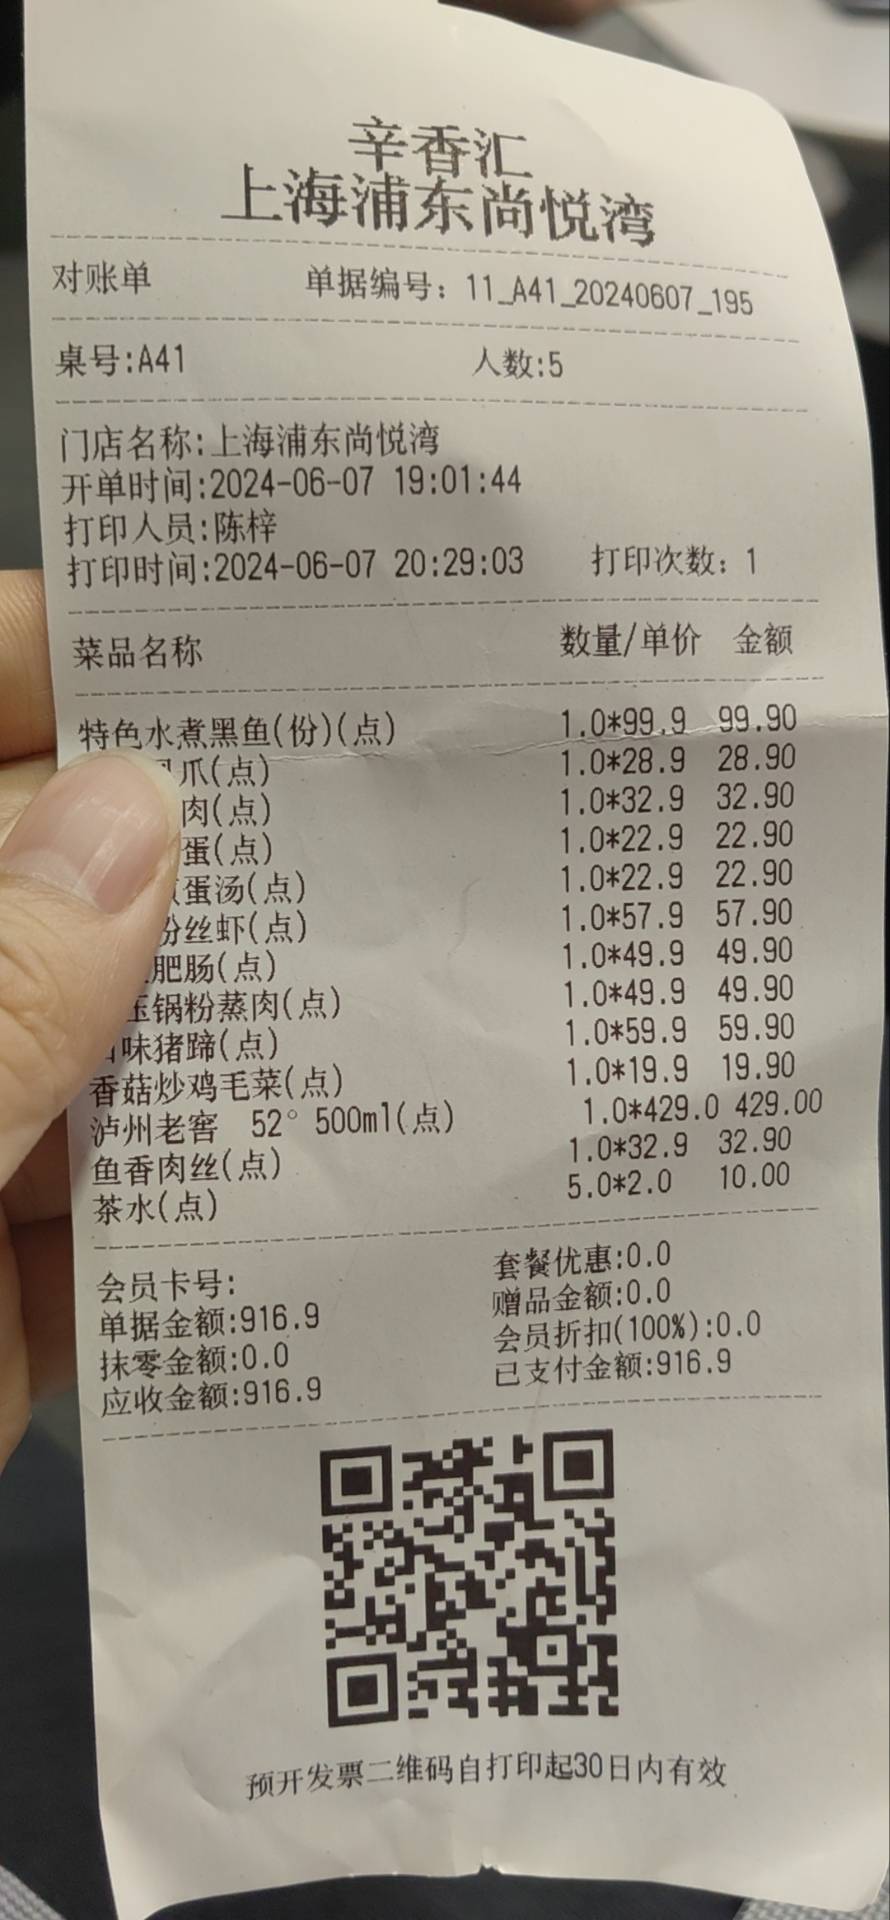 辛香汇
上海浦东尚悦湾
对账单 单据编号：11_A41_20240607_195
桌号:A41 人数:5
门店名称:上海浦东尚悦湾
开单时间:2024-06-07 19:01:44
打印人员:陈梓
打印时间:2024-06-07 20:29:03 打印次数：1
菜品名称 数量/单价 金额
特色水煮黑鱼(份)(点) 1.0*99.9 99.90
爪(点) 1.0*28.9 28.90
肉(点) 1.0*32.9 32.90
蛋(点) 1.0*22.9 22.90
蛋汤(点) 1.0*22.9 22.90
粉丝虾(点) 1.0*57.9 57.90
肥肠(点) 1.0*49.9 49.90
压锅粉蒸肉(点) 1.0*49.9 49.90
味猪蹄(点) 1.0*59.9 59.90
香菇炒鸡毛菜(点) 1.0*19.9 19.90
泸州老窖 52° 500ml(点) 1.0*429.0 429.00
鱼香肉丝(点) 1.0*32.9 32.90
茶水(点) 5.0*2.0 10.00
会员卡号: 套餐优惠:0.0
单据金额:916.9 赠品金额:0.0
抹零金额:0.0 会员折扣(100%):0.0
应收金额:916.9 已支付金额:916.9
预开发票二维码自打印起30日内有效